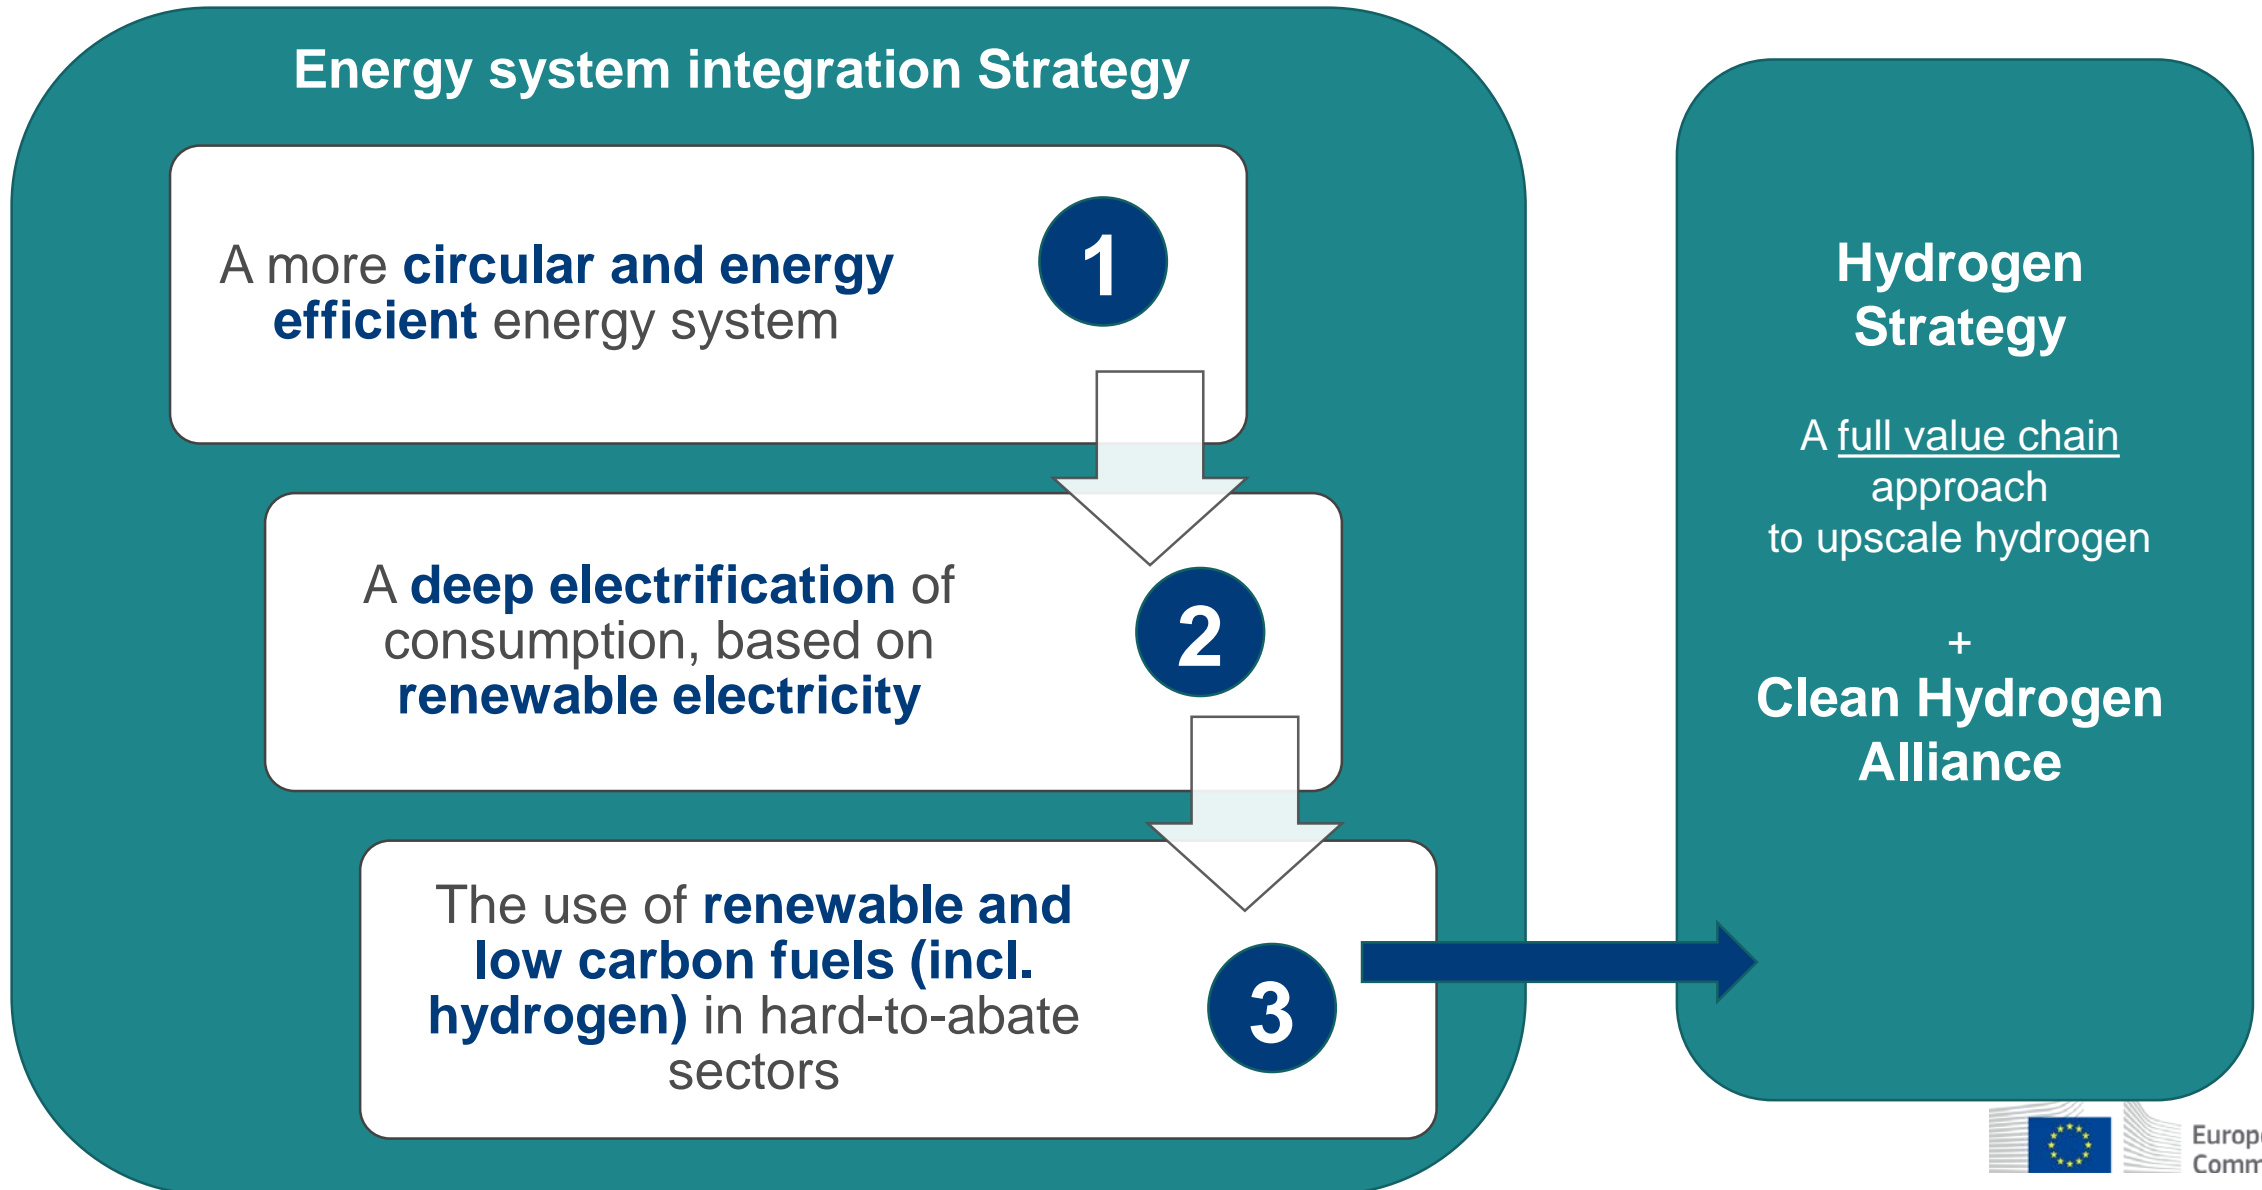 Energy system integration Strategy
A more circular and energy
efficient energy system
1
A deep electrification of
consumption, based on
renewable electricity
2
The use of renewable and
low carbon fuels (incl.
hydrogen) in hard-to-abate
sectors
3
Hydrogen
Strategy
A full value chain
approach
to upscale hydrogen
+
Clean Hydrogen
Alliance